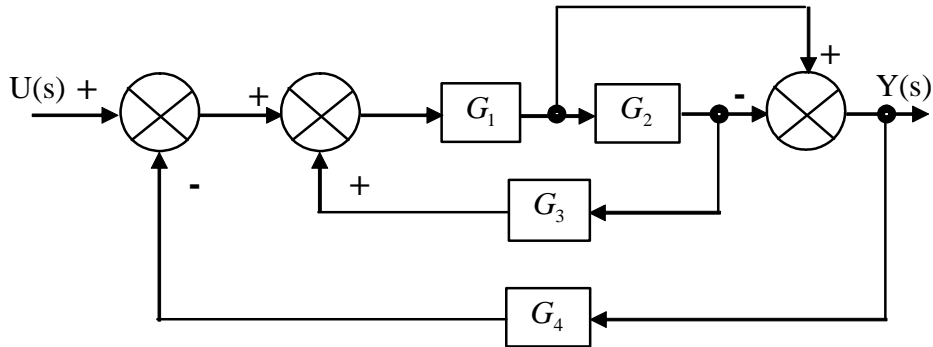 +
U(s) + + G₁ G₂ - Y(s)
- + G₃
G₄